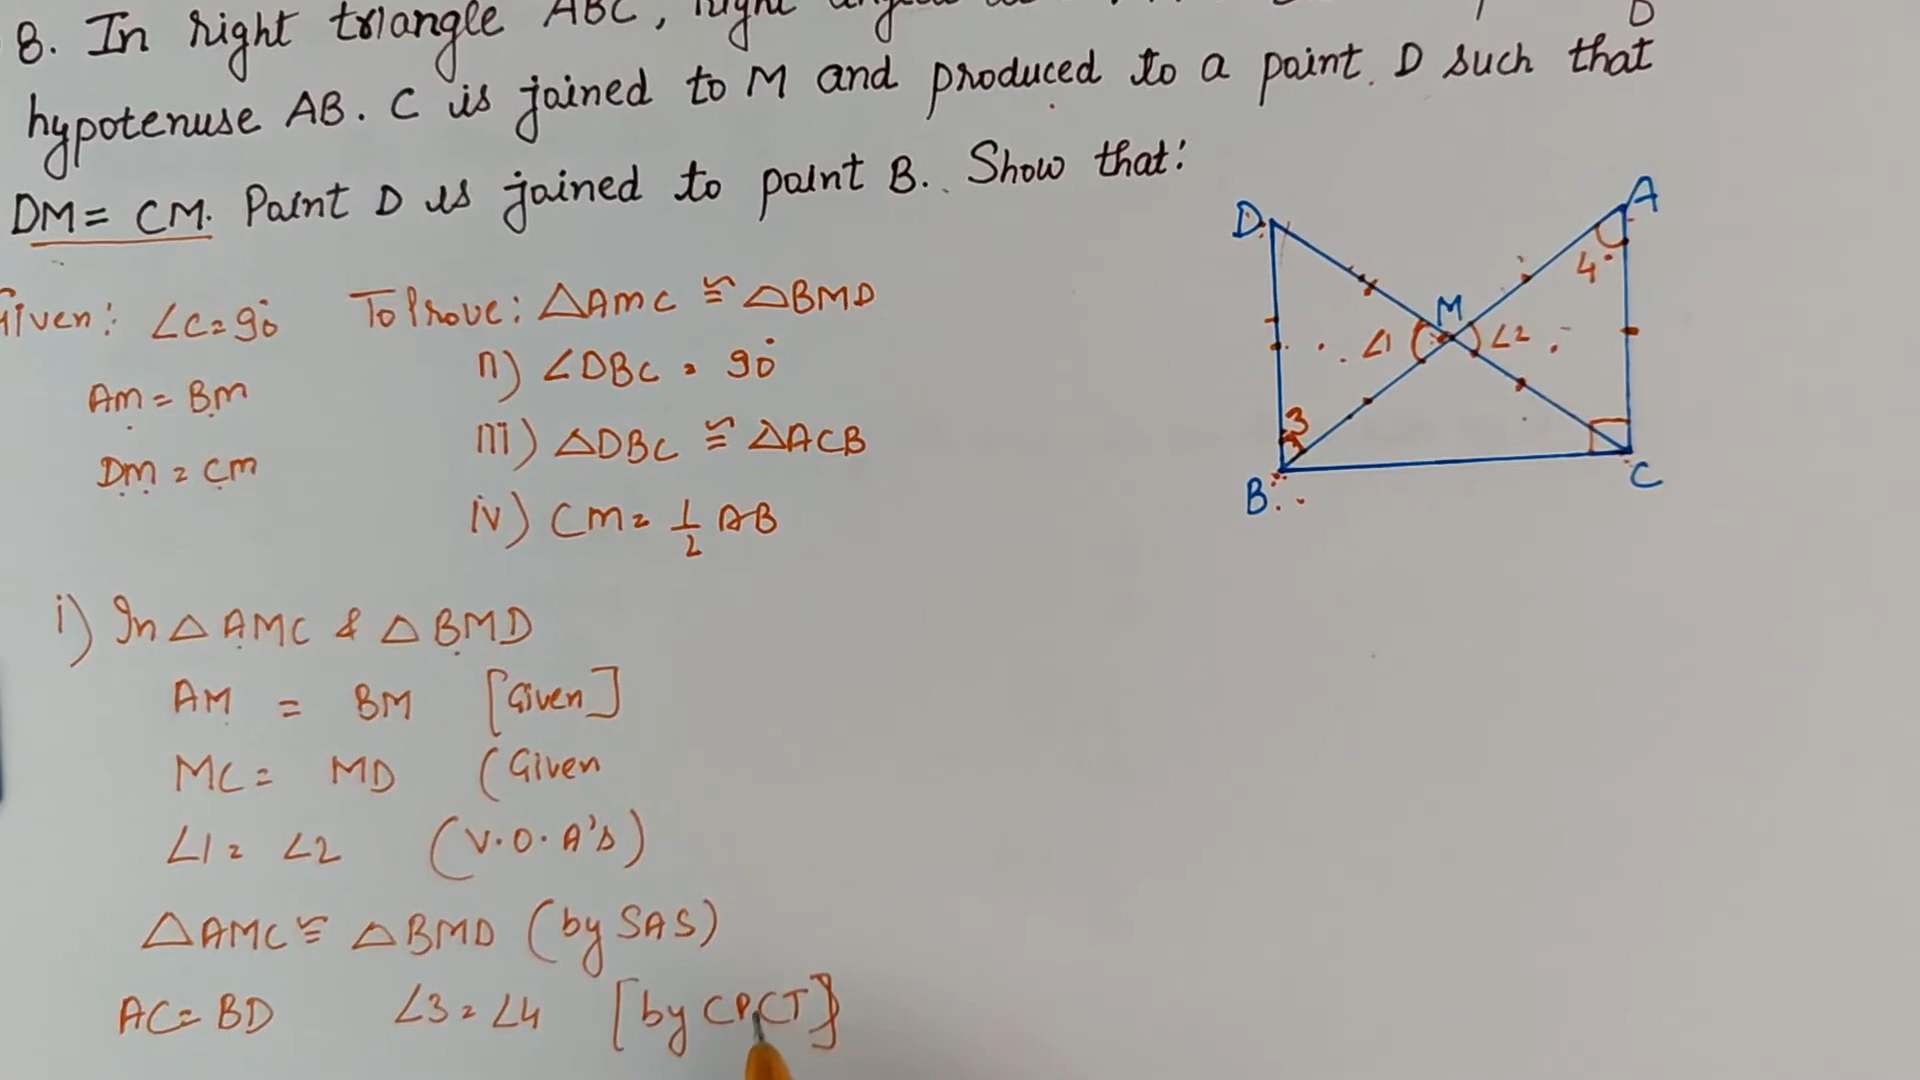 8. In right triangle ABC, right
hypotenuse AB. C is joined to M and produced to a point D such that
DM = CM. Point D is joined to point B. Show that:
Given: ∠C=90° To Prove: △AMC ≅ △BMD
AM = BM
ii) ∠DBC = 90°
DM = CM
iii) △DBC ≅ △ACB
iv) CM = 1/2 AB
D A
4
M
∠1 ∠2
3
B C
i) In △ AMC & △ BMD
AM = BM [Given]
MC = MD (Given
∠1 = ∠2 (V.O.A's)
△AMC ≅ △BMD (by SAS)
AC = BD ∠3 = ∠4 [by CPCT]